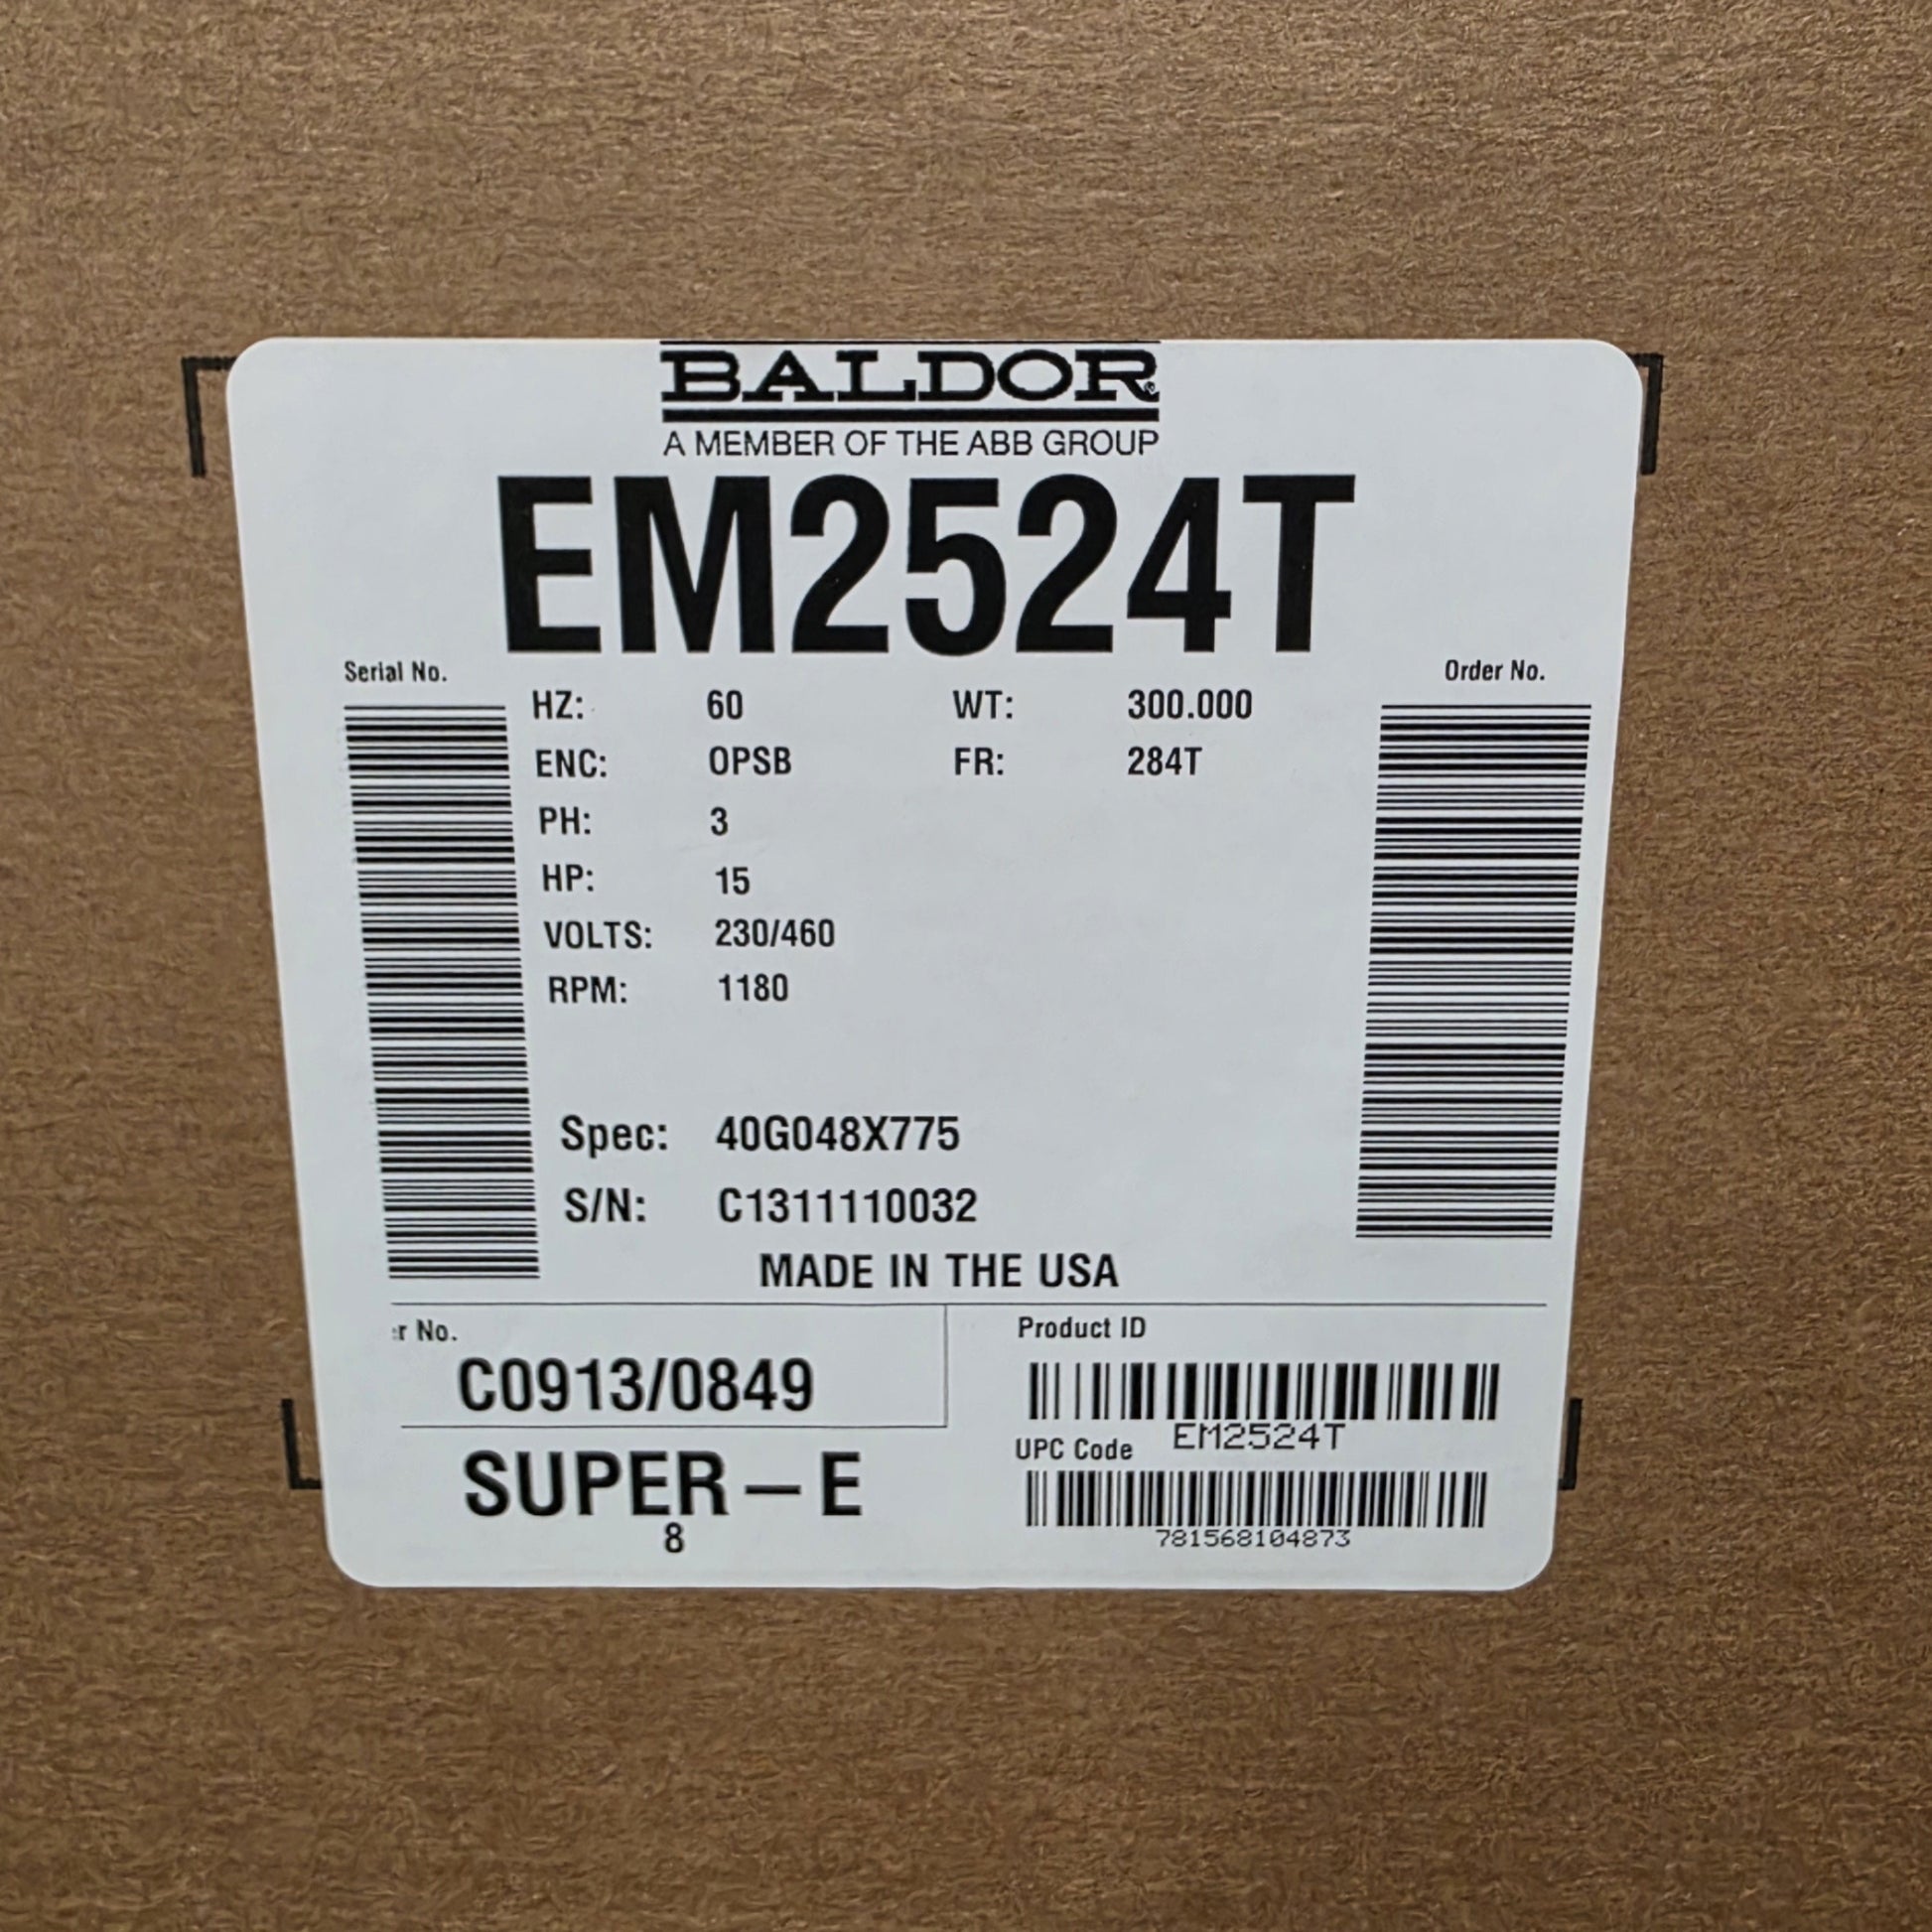 BALDOR
A MEMBER OF THE ABB GROUP
EM2524T
Serial No.
Order No.
HZ: 60 WT: 300.000
ENC: OPSB FR: 284T
PH: 3
HP: 15
VOLTS: 230/460
RPM: 1180
Spec: 40G048X775
S/N: C1311110032
MADE IN THE USA
r No.
C0913/0849
SUPER – E
8
Product ID
EM2524T
UPC Code
781568104873